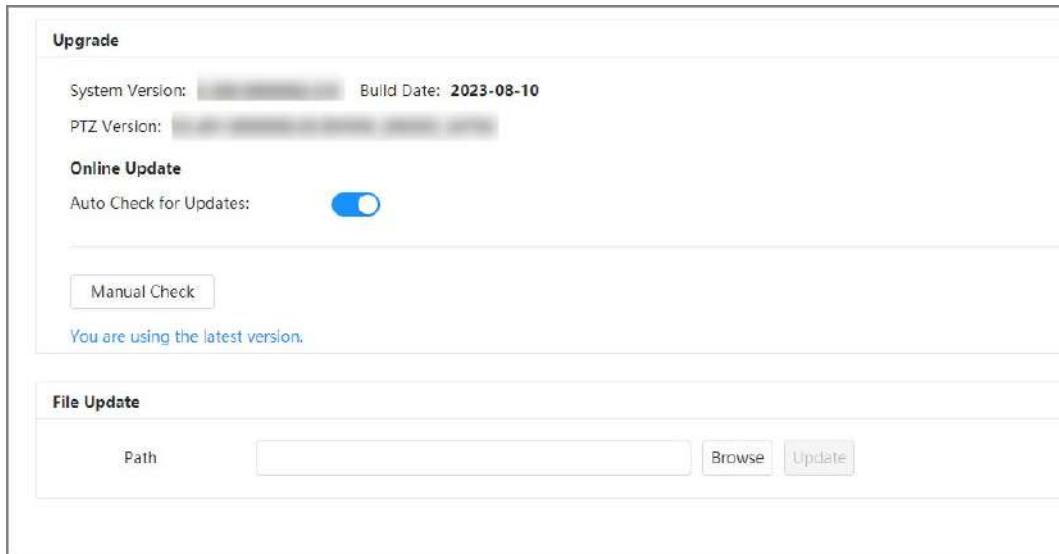 Upgrade
System Version: Build Date: 2023-08-10
PTZ Version:
Online Update
Auto Check for Updates:
Manual Check
You are using the latest version.
File Update
Path Browse Update